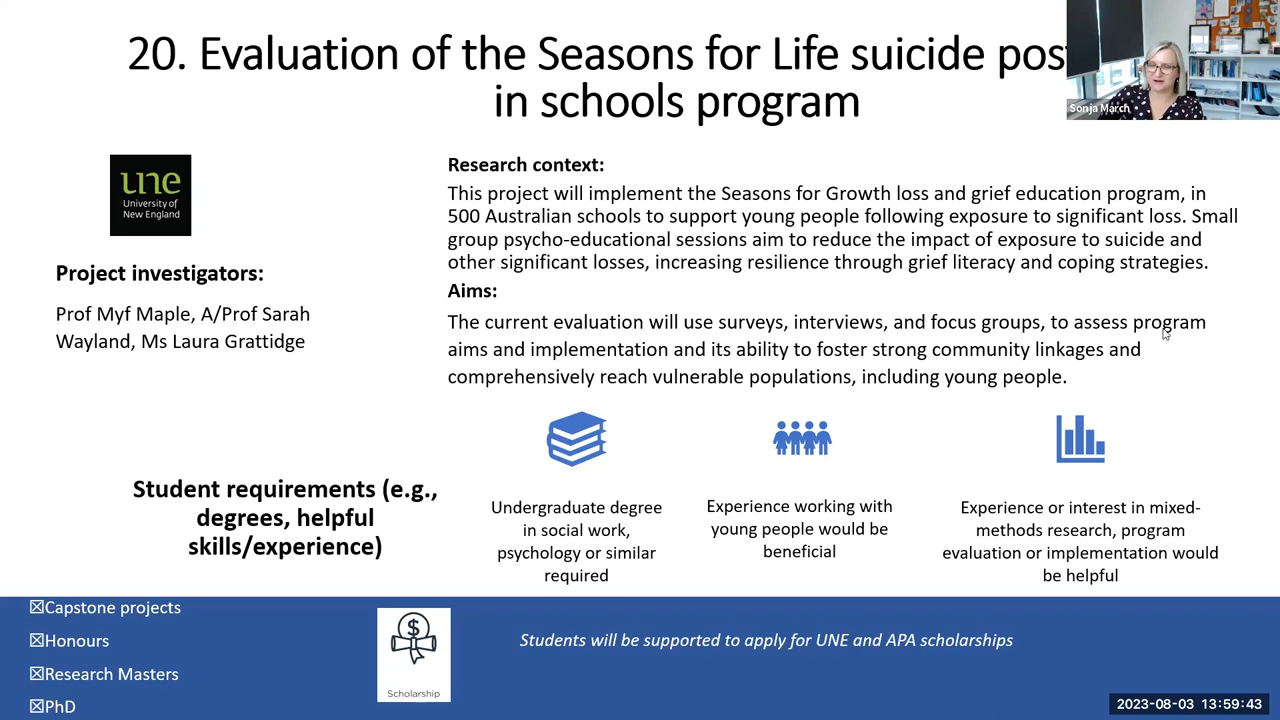 20. Evaluation of the Seasons for Life suicide
in schools program
Sonja March
une
University of
New England
Project investigators:
Prof Myf Maple, A/Prof Sarah
Wayland, Ms Laura Grattidge
Research context:
This project will implement the Seasons for Growth loss and grief education program, in
500 Australian schools to support young people following exposure to significant loss. Small
group psycho-educational sessions aim to reduce the impact of exposure to suicide and
other significant losses, increasing resilience through grief literacy and coping strategies.
Aims:
The current evaluation will use surveys, interviews, and focus groups, to assess program
aims and implementation and its ability to foster strong community linkages and
comprehensively reach vulnerable populations, including young people.
Student requirements (e.g.,
degrees, helpful
skills/experience)
Undergraduate degree
in social work,
psychology or similar
required
Experience working with
young people would be
beneficial
Experience or interest in mixed-
methods research, program
evaluation or implementation would
be helpful
☒Capstone projects
☒Honours
☒Research Masters
☒PhD
$
Scholarship
Students will be supported to apply for UNE and APA scholarships
2023-08-03 13:59:43